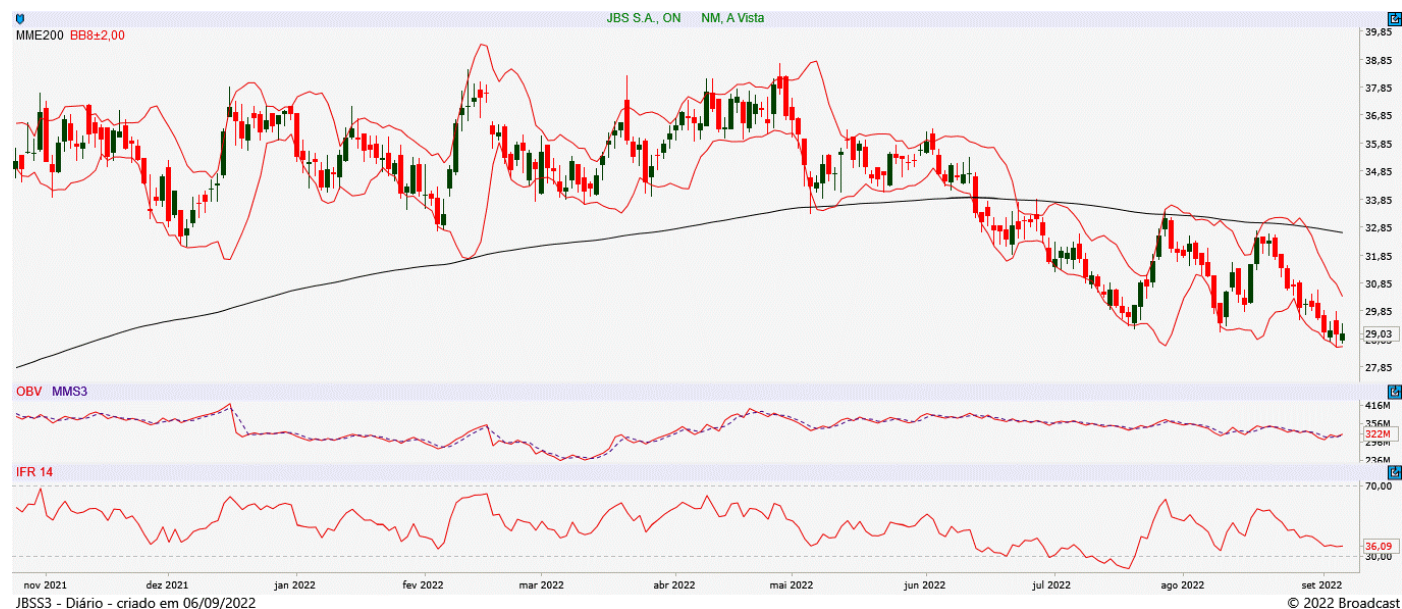 JBS S.A., ON NM, A Vista
MME200 BB8±2,00
39.85
38.85
37.85
36.85
35.85
34.85
33.85
32.85
31.85
30.85
29.85
29,03
27.85
OBV MMS3
416M
356M
322M
236M
IFR 14
70,00
36,09
30,00
nov 2021 dez 2021 jan 2022 fev 2022 mar 2022 abr 2022 mai 2022 jun 2022 jul 2022 ago 2022 set 2022
JBSS3 - Diário - criado em 06/09/2022 © 2022 Broadcast